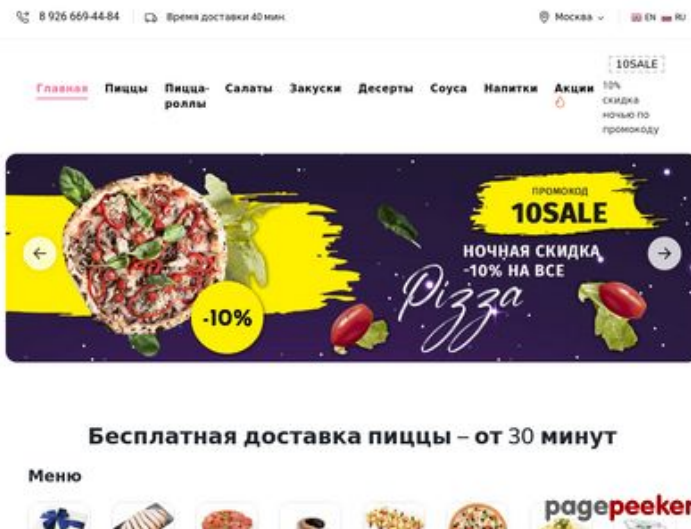 8 926 669-44-84
Время доставки 40 мин.
Москва
EN
RU
10SALE
10%
скидка
ночью по
промокоду
Главная
Пиццы
Пицца-
роллы
Салаты
Закуски
Десерты
Соуса
Напитки
Акции
ПРОМОКОД
10SALE
НОЧНАЯ СКИДКА
-10% НА ВСЕ
Pizza
-10%
Бесплатная доставка пиццы – от 30 минут
Меню
pagepeeker